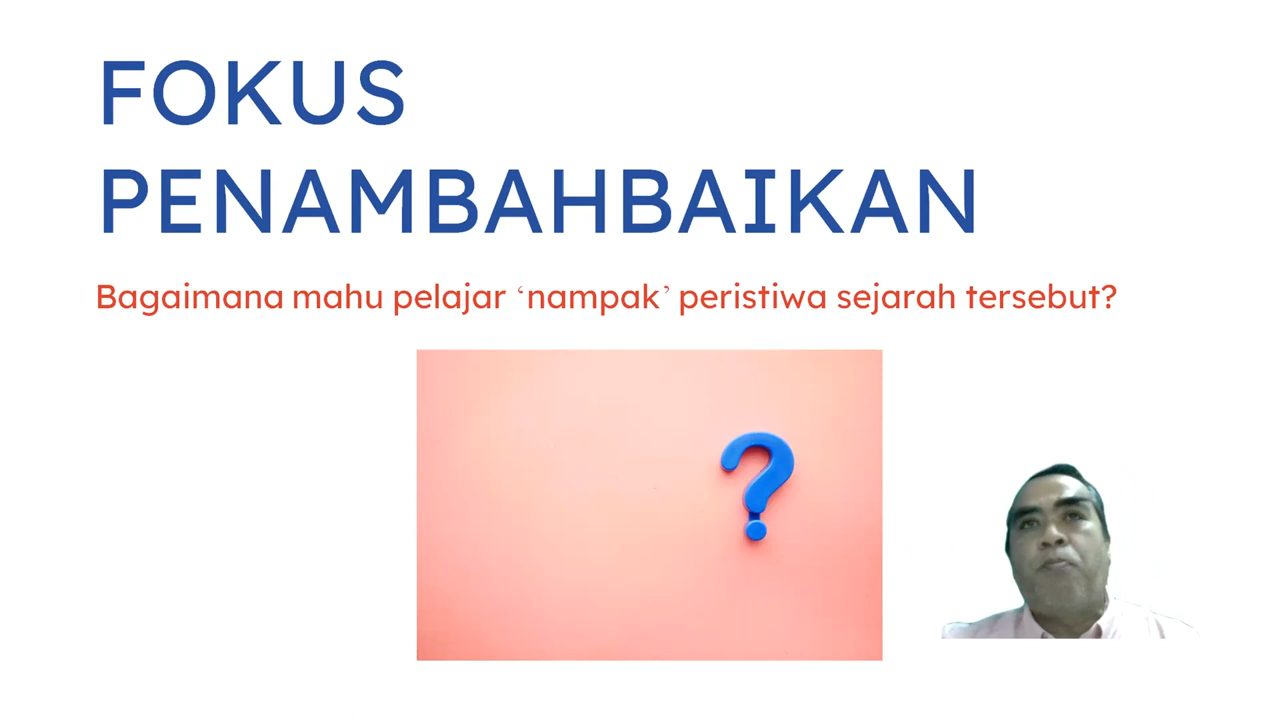 FOKUS
PENAMBAHBAIKAN
Bagaimana mahu pelajar ‘nampak’ peristiwa sejarah tersebut?